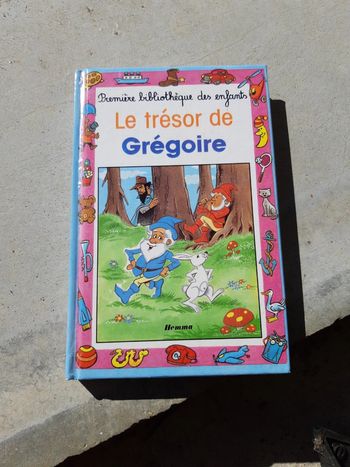 Première bibliothèque des enfants
Le trésor de
Grégoire
Hemma